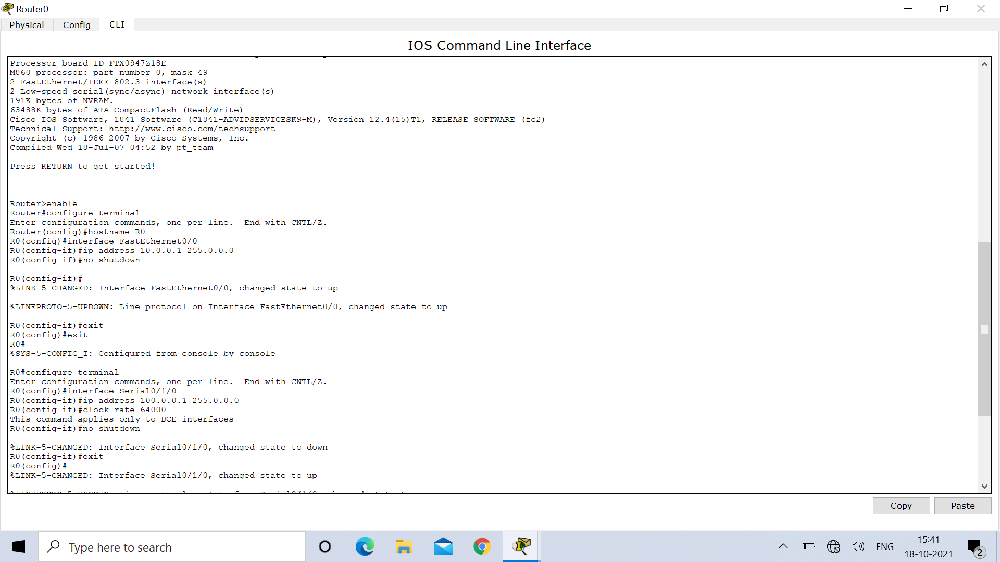 Router0
Physical
Config
CLI
IOS Command Line Interface
Processor board ID FTX0947Z18E
M860 processor: part number 0, mask 49
2 FastEthernet/IEEE 802.3 interface(s)
2 Low-speed serial(sync/async) network interface(s)
191K bytes of NVRAM.
63488K bytes of ATA CompactFlash (Read/Write)
Cisco IOS Software, 1841 Software (C1841-ADVIPSERVICESK9-M), Version 12.4(15)T1, RELEASE SOFTWARE (fc2)
Technical Support: http://www.cisco.com/techsupport
Copyright (c) 1986-2007 by Cisco Systems, Inc.
Compiled Wed 18-Jul-07 04:52 by pt_team
Press RETURN to get started!
Router>enable
Router#configure terminal
Enter configuration commands, one per line.  End with CNTL/Z.
Router(config)#hostname R0
R0(config)#interface FastEthernet0/0
R0(config-if)#ip address 10.0.0.1 255.0.0.0
R0(config-if)#no shutdown
R0(config-if)#
%LINK-5-CHANGED: Interface FastEthernet0/0, changed state to up
%LINEPROTO-5-UPDOWN: Line protocol on Interface FastEthernet0/0, changed state to up
R0(config-if)#exit
R0(config)#exit
R0#
%SYS-5-CONFIG_I: Configured from console by console
R0#configure terminal
Enter configuration commands, one per line.  End with CNTL/Z.
R0(config)#interface Serial0/1/0
R0(config-if)#ip address 100.0.0.1 255.0.0.0
R0(config-if)#clock rate 64000
This command applies only to DCE interfaces
R0(config-if)#no shutdown
%LINK-5-CHANGED: Interface Serial0/1/0, changed state to down
R0(config-if)#exit
R0(config)#
%LINK-5-CHANGED: Interface Serial0/1/0, changed state to up
Copy
Paste
Type here to search
ENG
15:41
18-10-2021
2